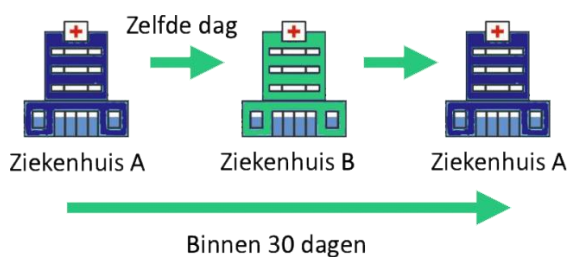 Zelfde dag
Ziekenhuis A
Ziekenhuis B
Ziekenhuis A
Binnen 30 dagen